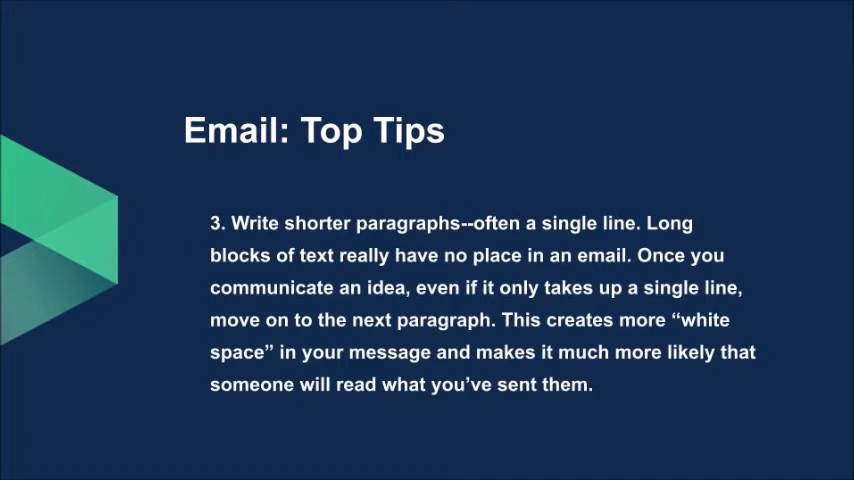 Email: Top Tips
3. Write shorter paragraphs--often a single line. Long
blocks of text really have no place in an email. Once you
communicate an idea, even if it only takes up a single line,
move on to the next paragraph. This creates more “white
space” in your message and makes it much more likely that
someone will read what you’ve sent them.